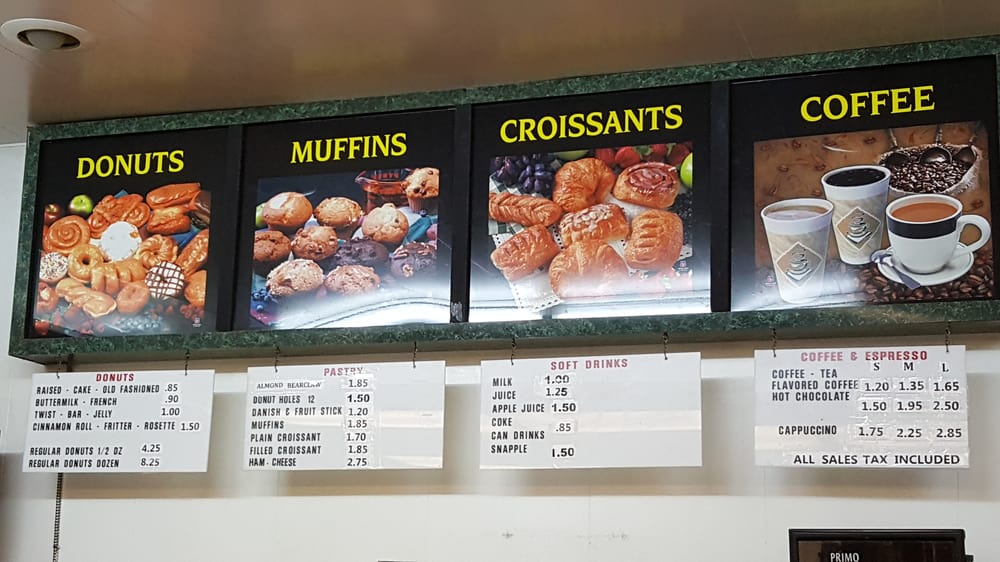 DONUTS
MUFFINS
CROISSANTS
COFFEE
DONUTS
RAISED - CAKE - OLD FASHIONED .85
BUTTERMILK - FRENCH .90
TWIST - BAR - JELLY 1.00
CINNAMON ROLL - FRITTER - ROSETTE 1.50
REGULAR DONUTS 1/2 DZ 4.25
REGULAR DONUTS DOZEN 8.25
PASTRY
ALMOND BEARCLAW 1.85
DONUT HOLES 12 1.50
DANISH & FRUIT STICK 1.20
MUFFINS 1.85
PLAIN CROISSANT 1.70
FILLED CROISSANT 1.85
HAM-CHEESE 2.75
SOFT DRINKS
MILK 1.00
JUICE 1.25
APPLE JUICE 1.50
COKE
CAN DRINKS .85
SNAPPLE 1.50
COFFEE & ESPRESSO
S M L
COFFEE - TEA
FLAVORED COFFEE 1.20 1.35 1.65
HOT CHOCOLATE
1.50 1.95 2.50
CAPPUCCINO 1.75 2.25 2.85
ALL SALES TAX INCLUDED
PRIMO